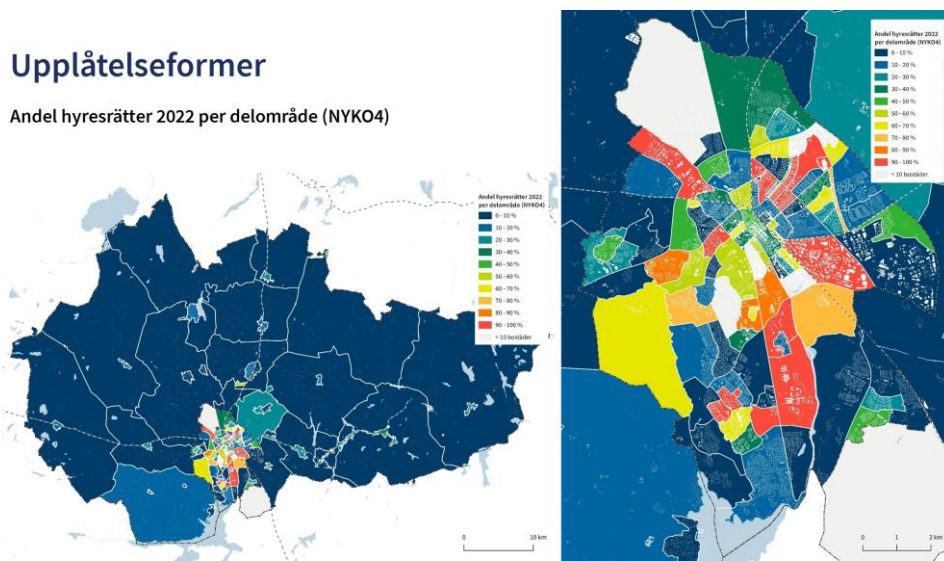 Upplåtelseformer
Andel hyresrätter 2022 per delområde (NYKO4)
Andel hyresrätter 2022
per delområde (NYKO4)
0 - 10 %
10 - 20 %
20 - 30 %
30 - 40 %
40 - 50 %
50 - 60 %
60 - 70 %
70 - 80 %
80 - 90 %
90 - 100 %
< 10 bostäder
0 10 km
Andel hyresrätter 2022
per delområde (NYKO4)
0 - 10 %
10 - 20 %
20 - 30 %
30 - 40 %
40 - 50 %
50 - 60 %
60 - 70 %
70 - 80 %
80 - 90 %
90 - 100 %
< 10 bostäder
0 1 2 km